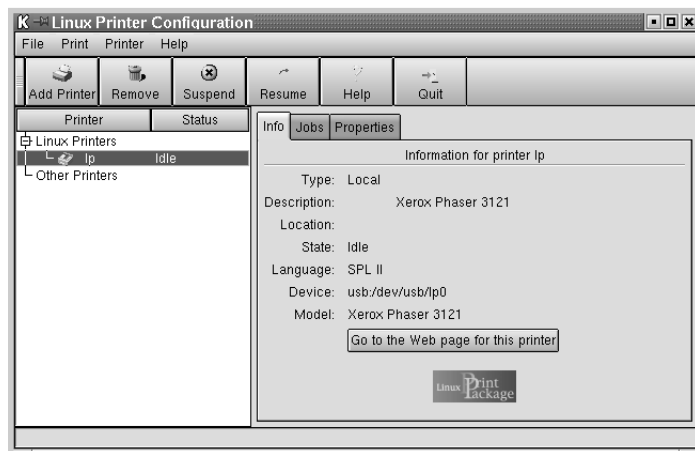 Linux Printer Configuration
File Print Printer Help
Add Printer Remove Suspend Resume Help Quit
Printer Status
Linux Printers
lp Idle
Other Printers
Info Jobs Properties
Information for printer lp
Type: Local
Description: Xerox Phaser 3121
Location:
State: Idle
Language: SPL II
Device: usb:/dev/usb/lp0
Model: Xerox Phaser 3121
Go to the Web page for this printer
Linux Print Package